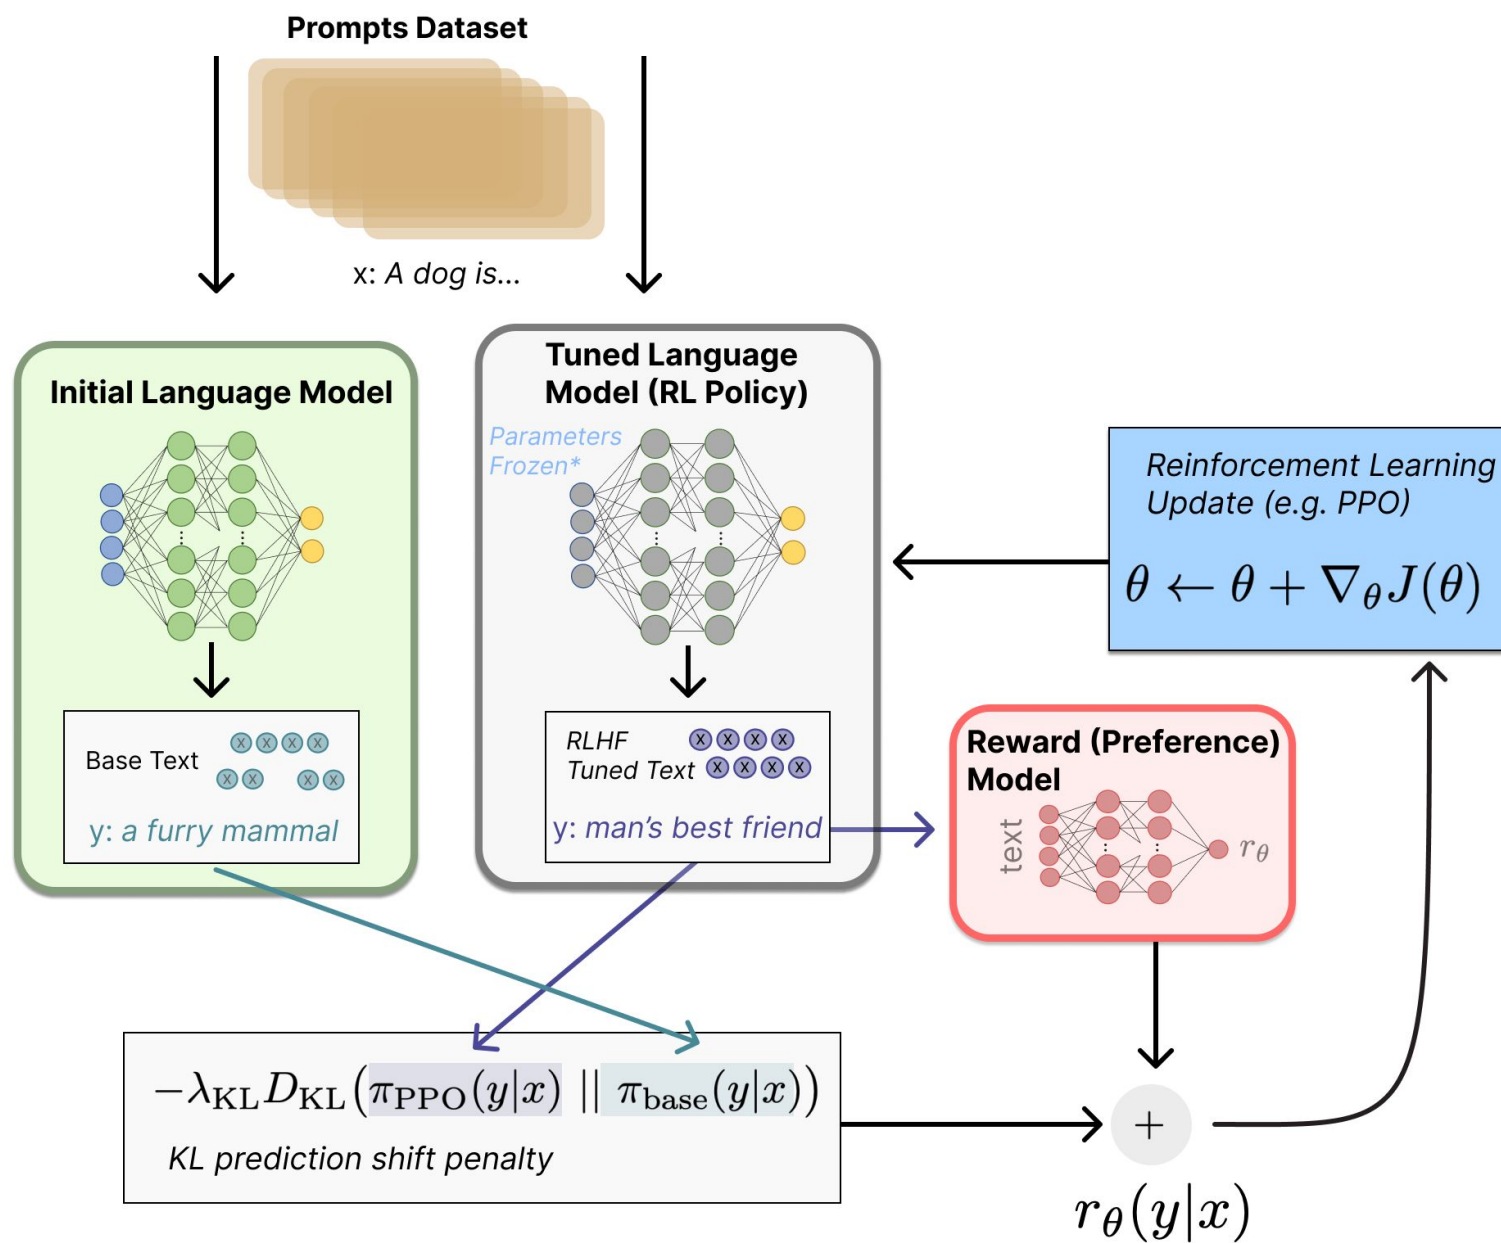 Prompts Dataset
x: A dog is...
Initial Language Model
Base Text
x x x x
x x x x
y: a furry mammal
Tuned Language
Model (RL Policy)
Parameters
Frozen*
RLHF
Tuned Text
x x x x
x x x x
y: man's best friend
Reinforcement Learning
Update (e.g. PPO)
θ ← θ + ∇θJ(θ)
Reward (Preference)
Model
text
rθ
−λKL DKL(πPPO(y|x) || πbase(y|x))
KL prediction shift penalty
+
rθ(y|x)